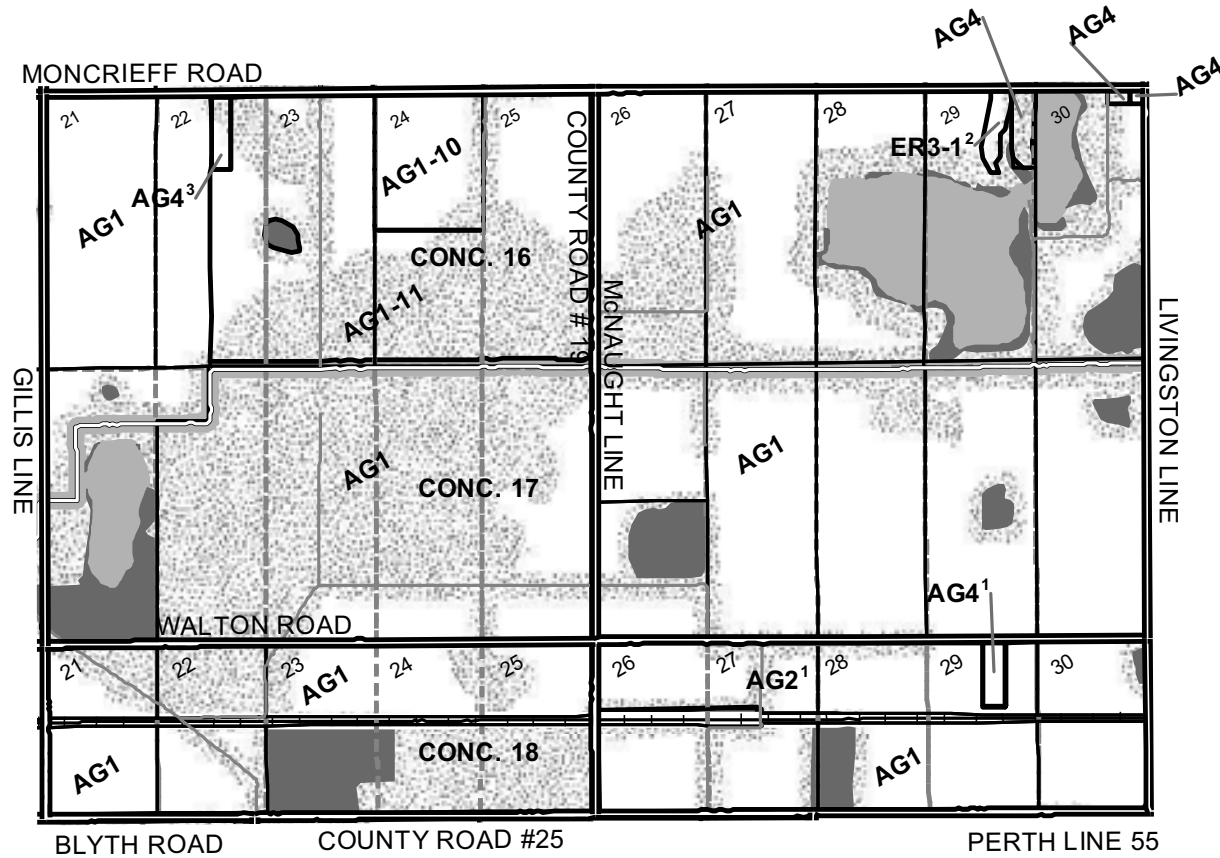 AG4
AG4
AG4
MONCRIEFF ROAD
21
22
23
24
25
26
27
28
29
30
COUNTY ROAD # 19
AG1-10
ER3-1²
AG4³
AG1
AG1
CONC. 16
AG1-11
McNAUGHT LINE
LIVINGSTON LINE
GILLIS LINE
AG1
AG1
CONC. 17
AG4¹
WALTON ROAD
21
22
23
24
25
26
27
28
29
30
AG1
AG2¹
CONC. 18
AG1
AG1
BLYTH ROAD
COUNTY ROAD #25
PERTH LINE 55